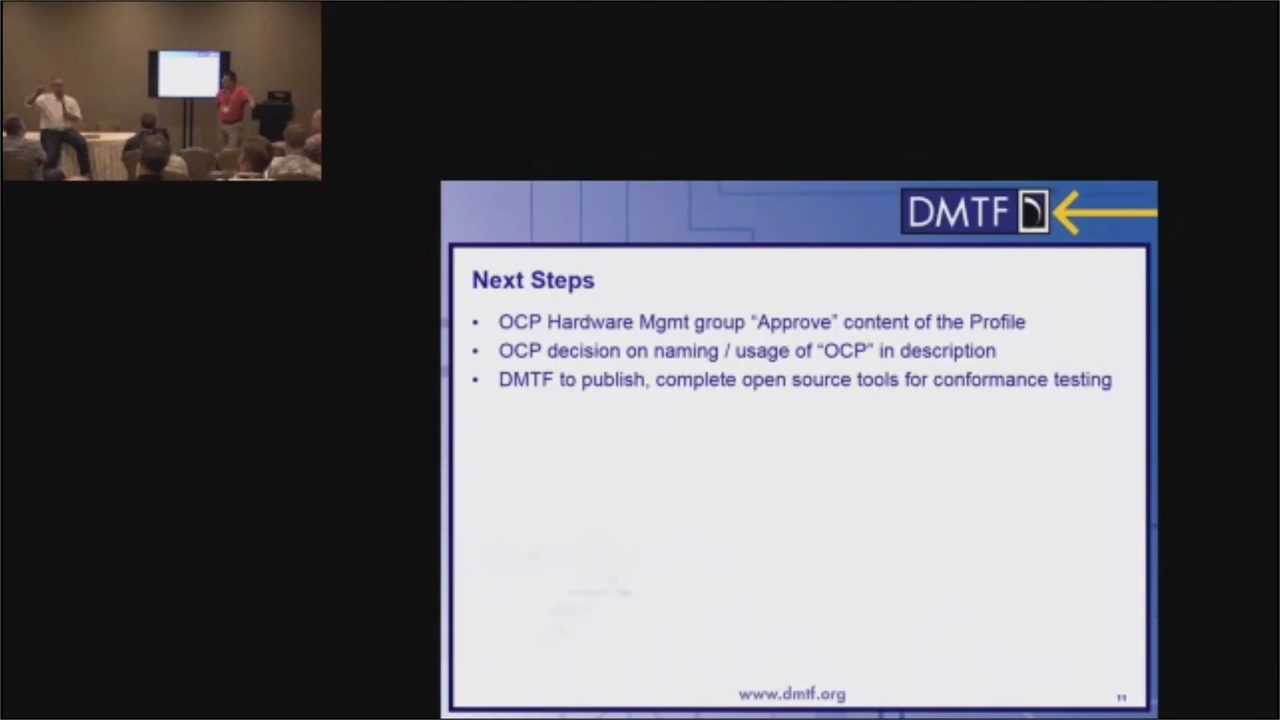 DMTF
Next Steps
• OCP Hardware Mgmt group “Approve” content of the Profile
• OCP decision on naming / usage of “OCP” in description
• DMTF to publish, complete open source tools for conformance testing
www.dmtf.org
11